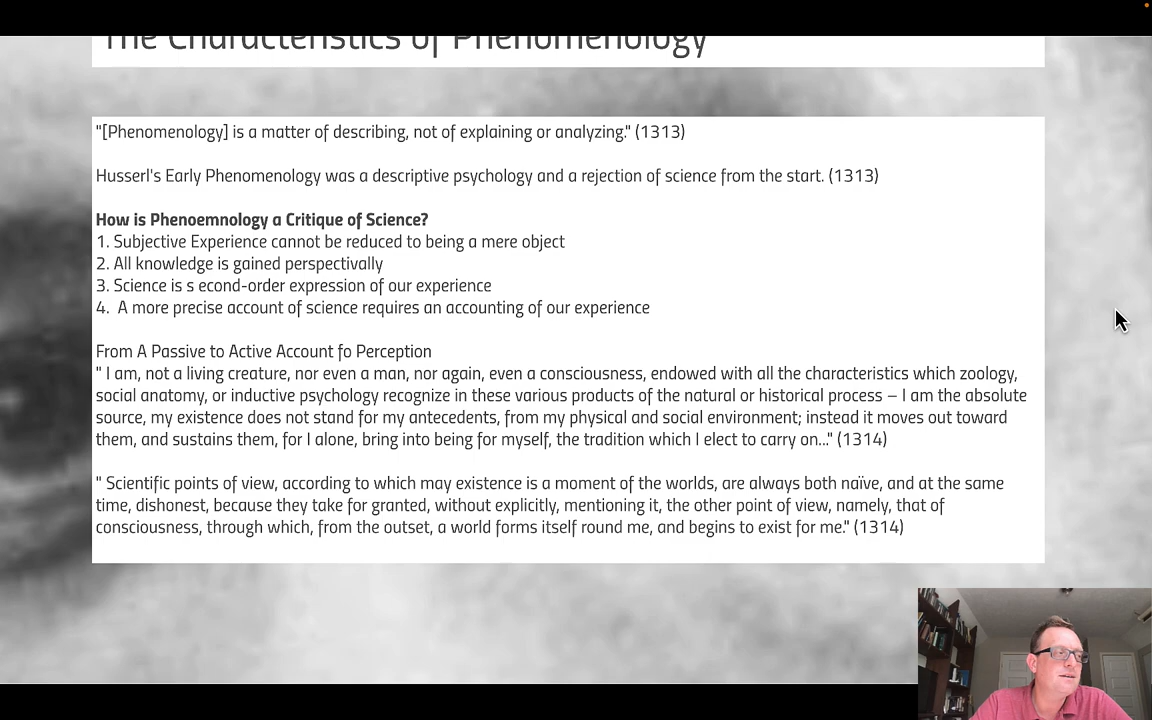 The Characteristics of Phenomenology
"[Phenomenology] is a matter of describing, not of explaining or analyzing." (1313)
Husserl's Early Phenomenology was a descriptive psychology and a rejection of science from the start. (1313)
How is Phenoemnology a Critique of Science?
1. Subjective Experience cannot be reduced to being a mere object
2. All knowledge is gained perspectivally
3. Science is s econd-order expression of our experience
4.  A more precise account of science requires an accounting of our experience
From A Passive to Active Account fo Perception
" I am, not a living creature, nor even a man, nor again, even a consciousness, endowed with all the characteristics which zoology,
social anatomy, or inductive psychology recognize in these various products of the natural or historical process – I am the absolute
source, my existence does not stand for my antecedents, from my physical and social environment; instead it moves out toward
them, and sustains them, for I alone, bring into being for myself, the tradition which I elect to carry on..." (1314)
" Scientific points of view, according to which may existence is a moment of the worlds, are always both naïve, and at the same
time, dishonest, because they take for granted, without explicitly, mentioning it, the other point of view, namely, that of
consciousness, through which, from the outset, a world forms itself round me, and begins to exist for me." (1314)